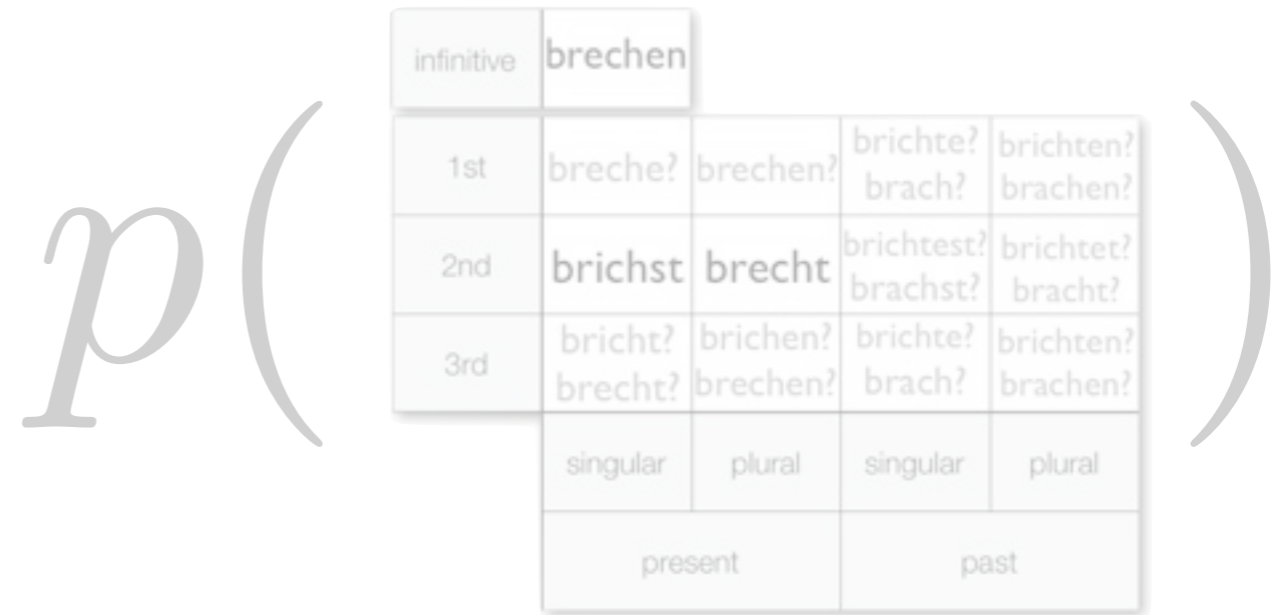 p(
infinitive brechen
1st breche? brechen? brichte? brichten?
brach? brachen?
2nd brichst brecht brichtest? brichtet?
brachst? bracht?
3rd bricht? brichen? brichte? brichten?
brecht? brechen? brach? brachen?
singular plural singular plural
present past
)